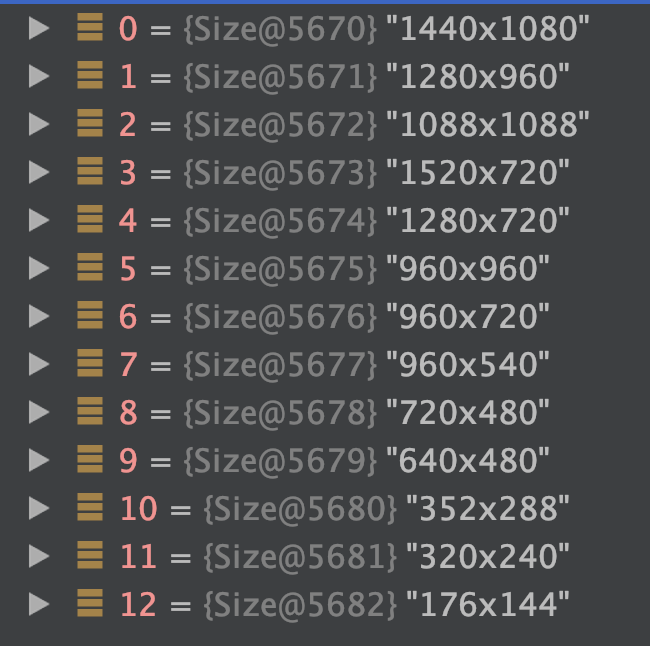 0 = {Size@5670} "1440x1080"
1 = {Size@5671} "1280x960"
2 = {Size@5672} "1088x1088"
3 = {Size@5673} "1520x720"
4 = {Size@5674} "1280x720"
5 = {Size@5675} "960x960"
6 = {Size@5676} "960x720"
7 = {Size@5677} "960x540"
8 = {Size@5678} "720x480"
9 = {Size@5679} "640x480"
10 = {Size@5680} "352x288"
11 = {Size@5681} "320x240"
12 = {Size@5682} "176x144"